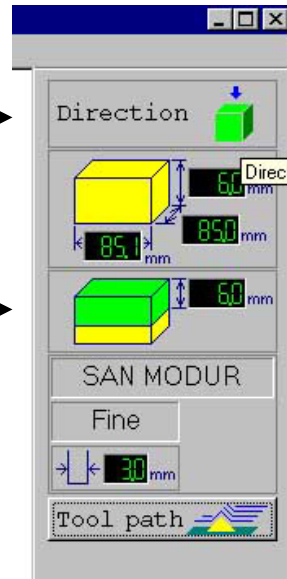 Direction
Direc
6.0 mm
85.0 mm
85.1 mm
6.0 mm
SAN MODUR
Fine
3.0 mm
Tool path